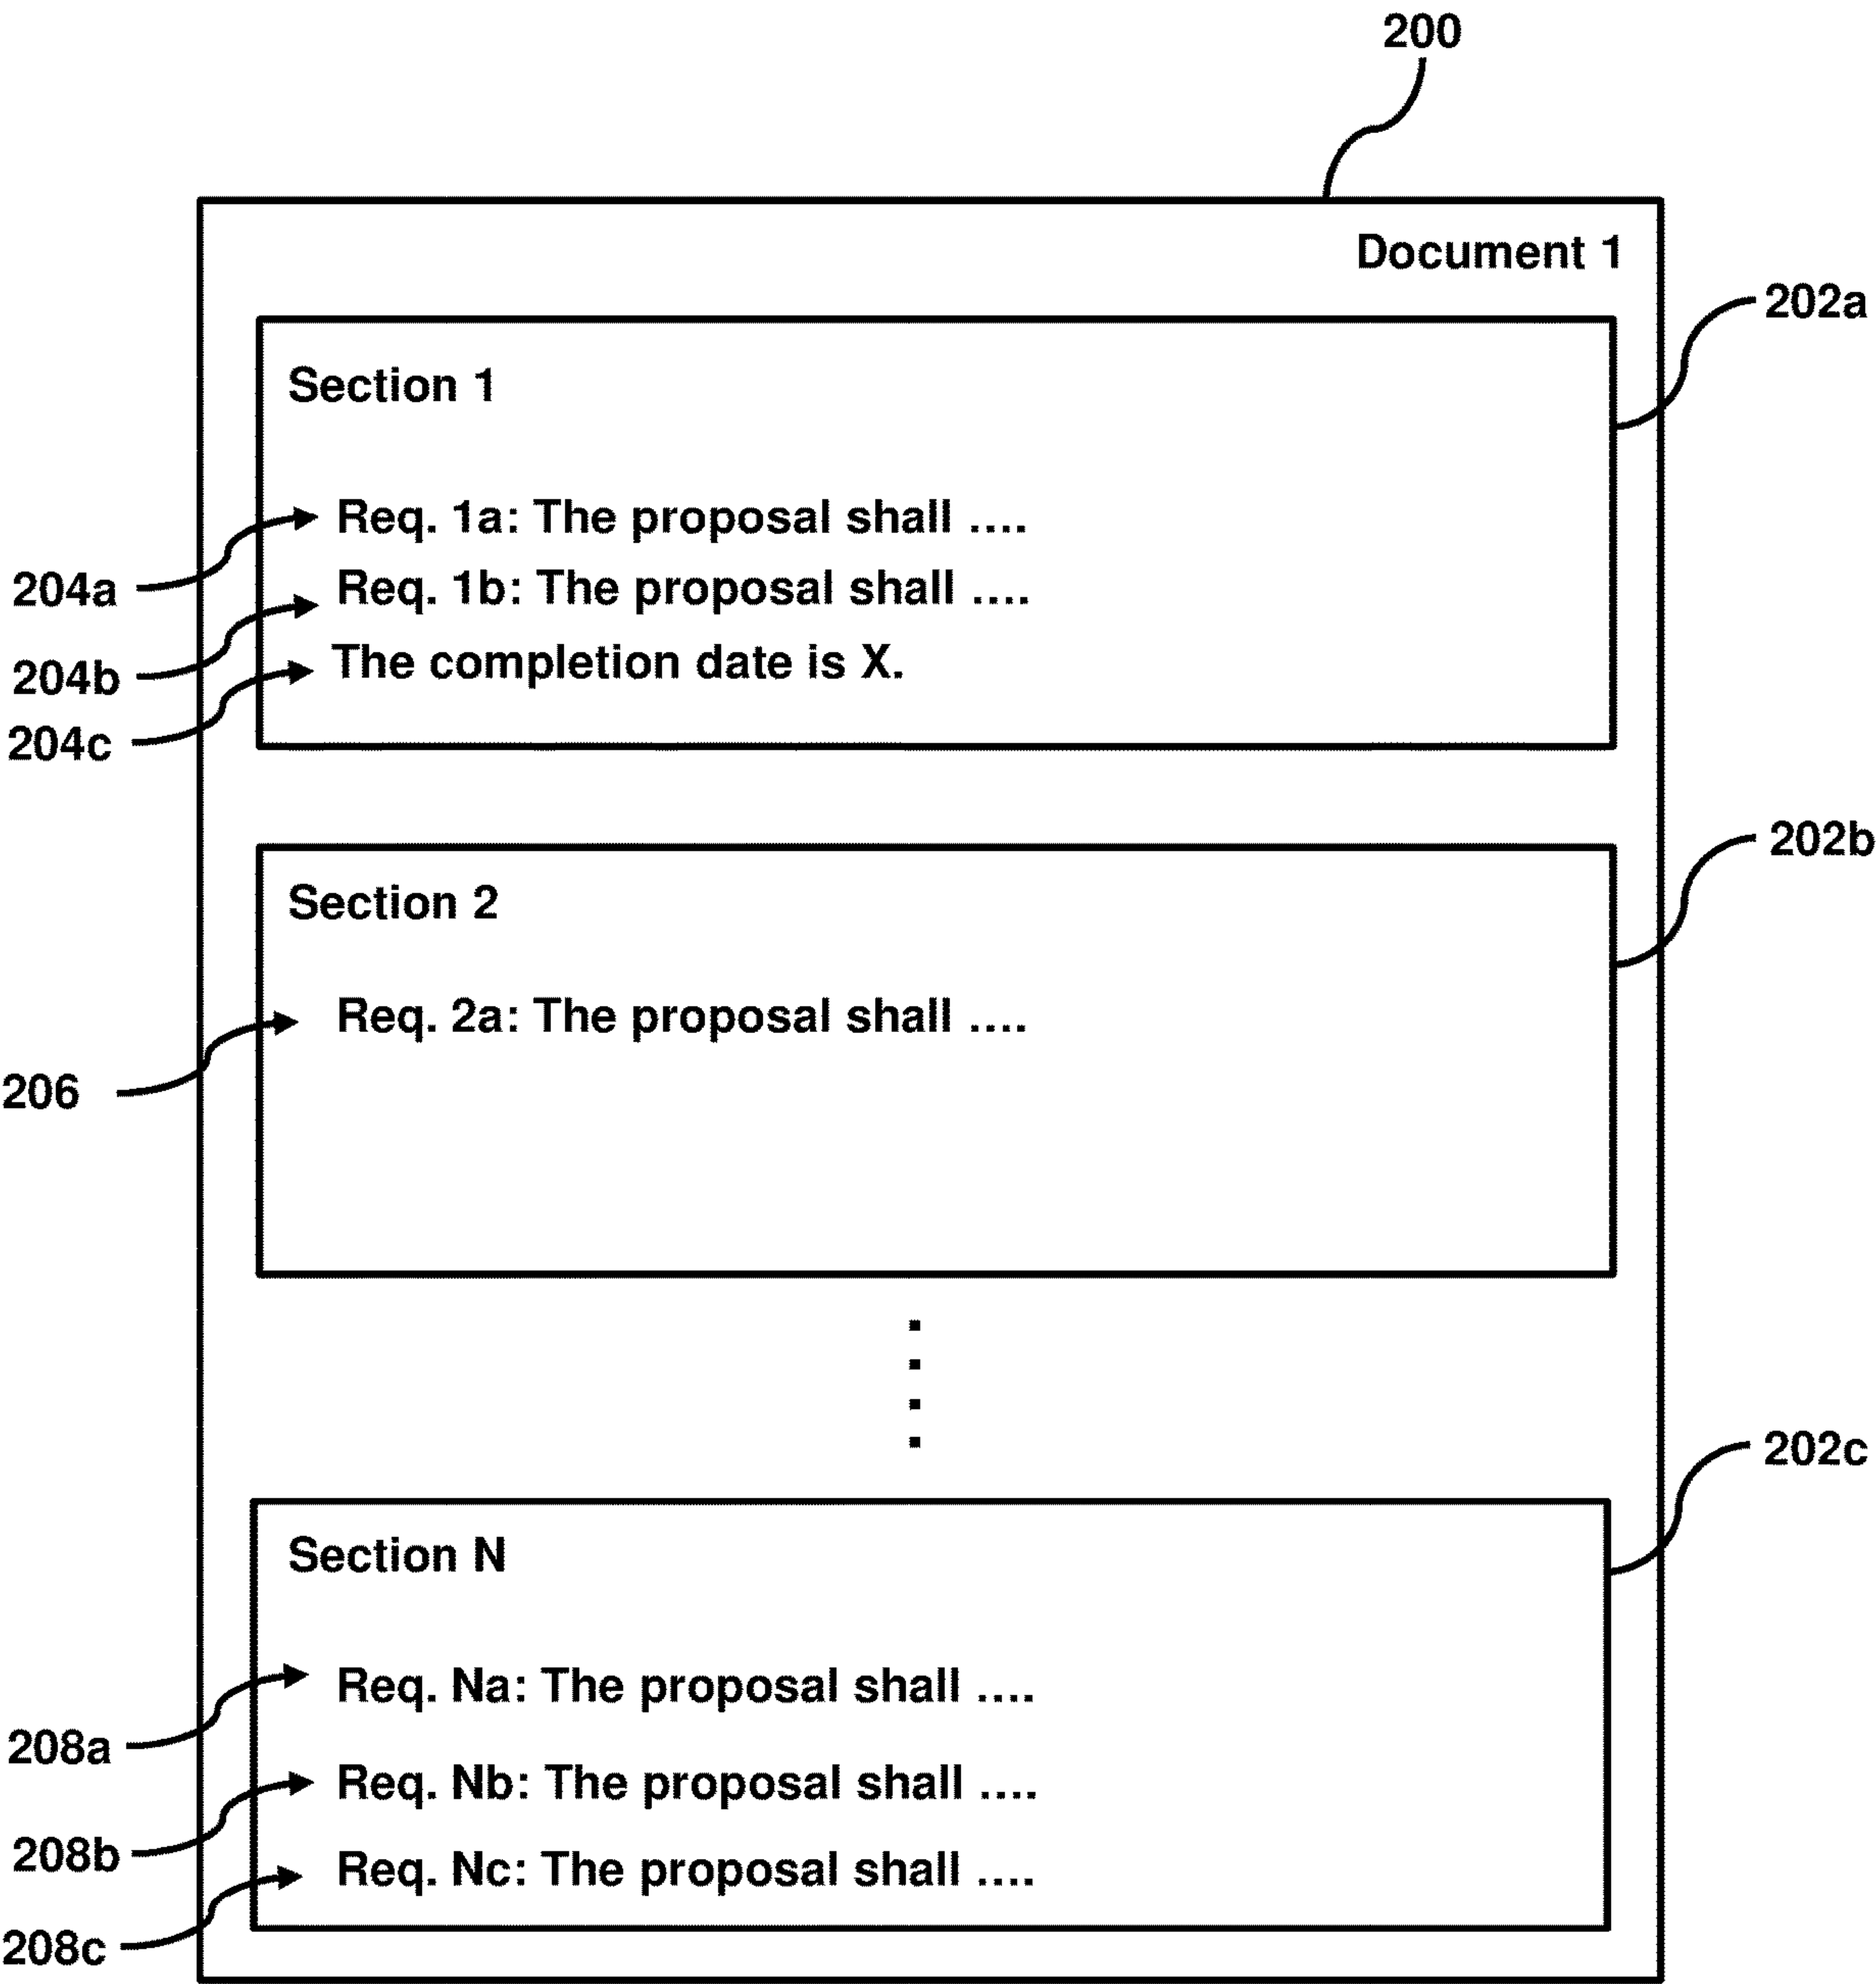 200
Document 1
202a
Section 1
Req. 1a: The proposal shall ....
204a
Req. 1b: The proposal shall ....
204b
The completion date is X.
204c
202b
Section 2
Req. 2a: The proposal shall ....
206
202c
Section N
Req. Na: The proposal shall ....
208a
Req. Nb: The proposal shall ....
208b
Req. Nc: The proposal shall ....
208c